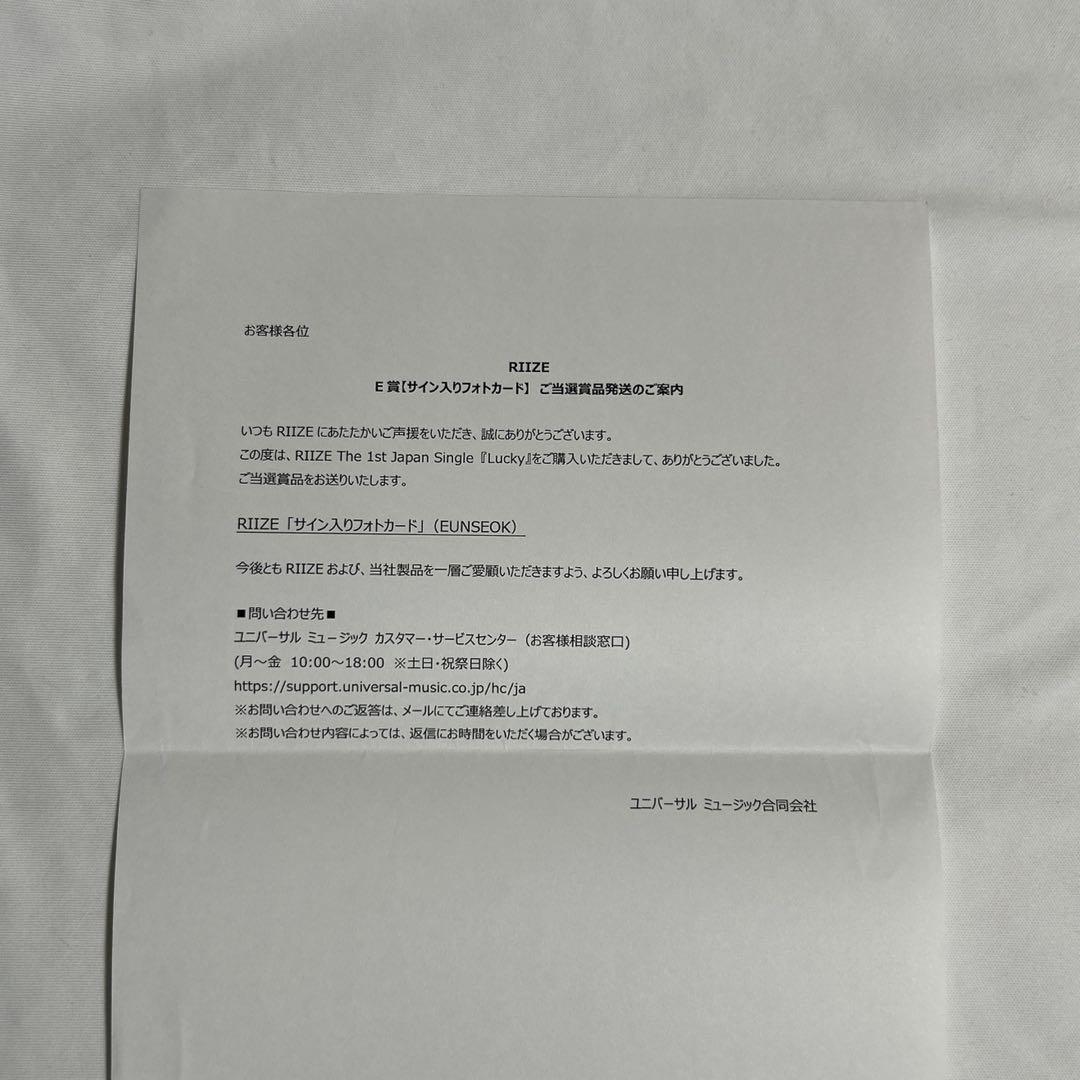 お客様各位
RIIZE
E賞【サイン入りフォトカード】 ご当選賞品発送のご案内
いつも RIIZE にあたたかいご声援をいただき、誠にありがとうございます。
この度は、RIIZE The 1st Japan Single 『Lucky』をご購入いただきまして、ありがとうございました。
ご当選賞品をお送りいたします。
RIIZE「サイン入りフォトカード」（EUNSEOK）
今後とも RIIZE および、当社製品を一層ご愛顧いただきますよう、よろしくお願い申し上げます。
■問い合わせ先■
ユニバーサル ミュージック カスタマー・サービスセンター（お客様相談窓口)
(月～金 10:00～18:00 ※土日・祝祭日除く)
https://support.universal-music.co.jp/hc/ja
※お問い合わせへのご返答は、メールにてご連絡差し上げております。
※お問い合わせ内容によっては、返信にお時間をいただく場合がございます。
ユニバーサル ミュージック合同会社